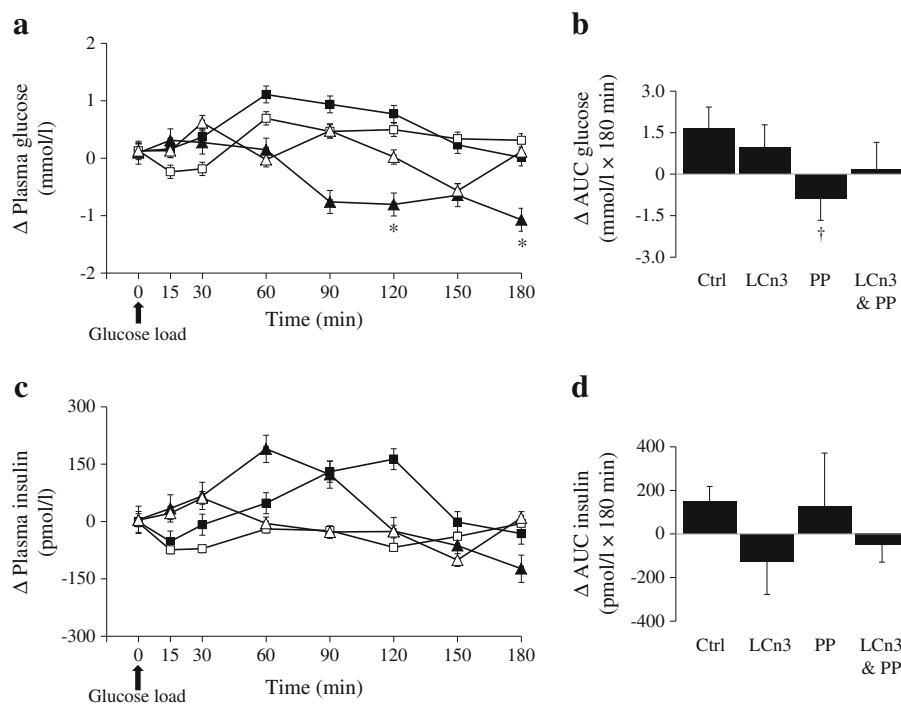 a
Δ Plasma glucose
(mmol/l)
2
1
0
-1
-2
*
*
0 15 30 60 90 120 150 180
Glucose load
Time (min)
b
Δ AUC glucose
(mmol/l × 180 min)
3.0
1.5
0
-1.5
-3.0
†
Ctrl LCn3 PP LCn3
& PP
c
Δ Plasma insulin
(pmol/l)
300
150
0
-150
-300
0 15 30 60 90 120 150 180
Glucose load
Time (min)
d
Δ AUC insulin
(pmol/l × 180 min)
400
200
0
-200
-400
Ctrl LCn3 PP LCn3
& PP